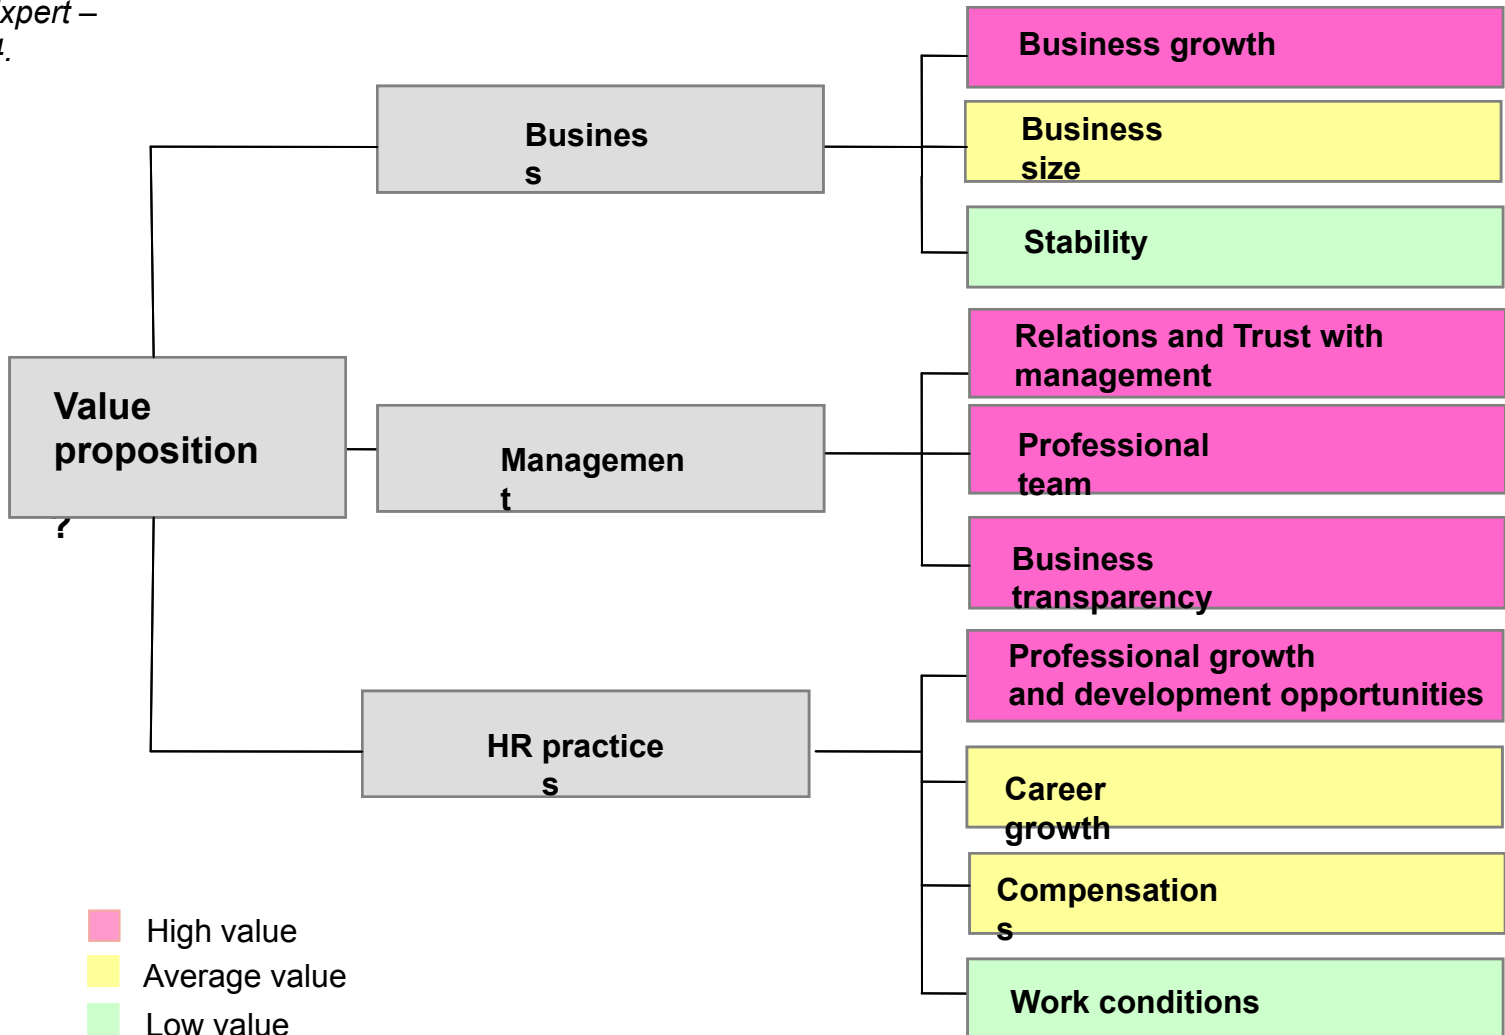 xpert –
4.
Business growth
Busines
s
Business
size
Stability
Relations and Trust with
management
Value
proposition
?
Managemen
t
Professional
team
Business
transparency
Professional growth
and development opportunities
HR practice
s
Career
growth
Compensation
s
Work conditions
High value
Average value
Low value